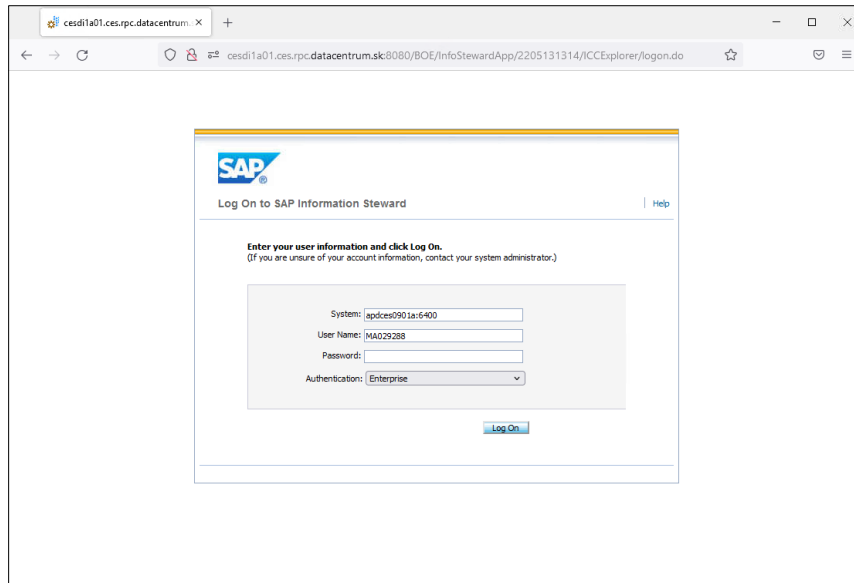 cesdi1a01.ces.rpc.datacentrum.
cesdi1a01.ces.rpc.datacentrum.sk:8080/BOE/InfoStewardApp/2205131314/ICCExplorer/logon.do
SAP®
Log On to SAP Information Steward
Help
Enter your user information and click Log On.
(If you are unsure of your account information, contact your system administrator.)
System: apdces0901a:6400
User Name: MA029288
Password:
Authentication: Enterprise
Log On